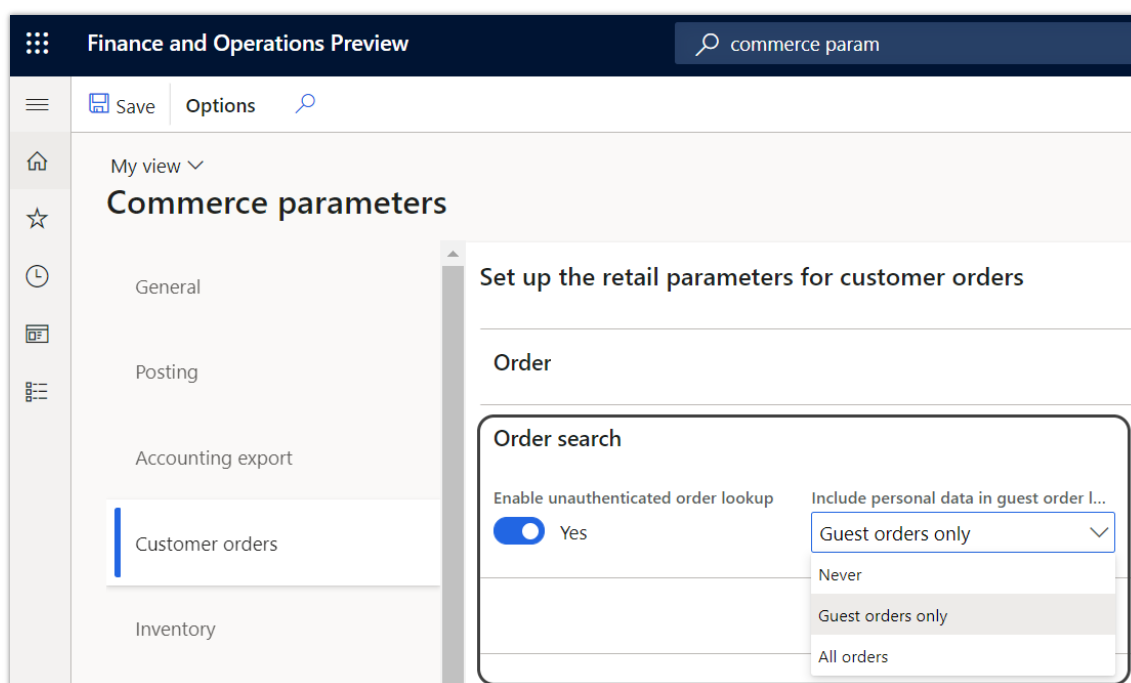 Finance and Operations Preview
commerce param
Save Options
My view
Commerce parameters
General
Posting
Accounting export
Customer orders
Inventory
Set up the retail parameters for customer orders
Order
Order search
Enable unauthenticated order lookup
Yes
Include personal data in guest order l...
Guest orders only
Never
Guest orders only
All orders